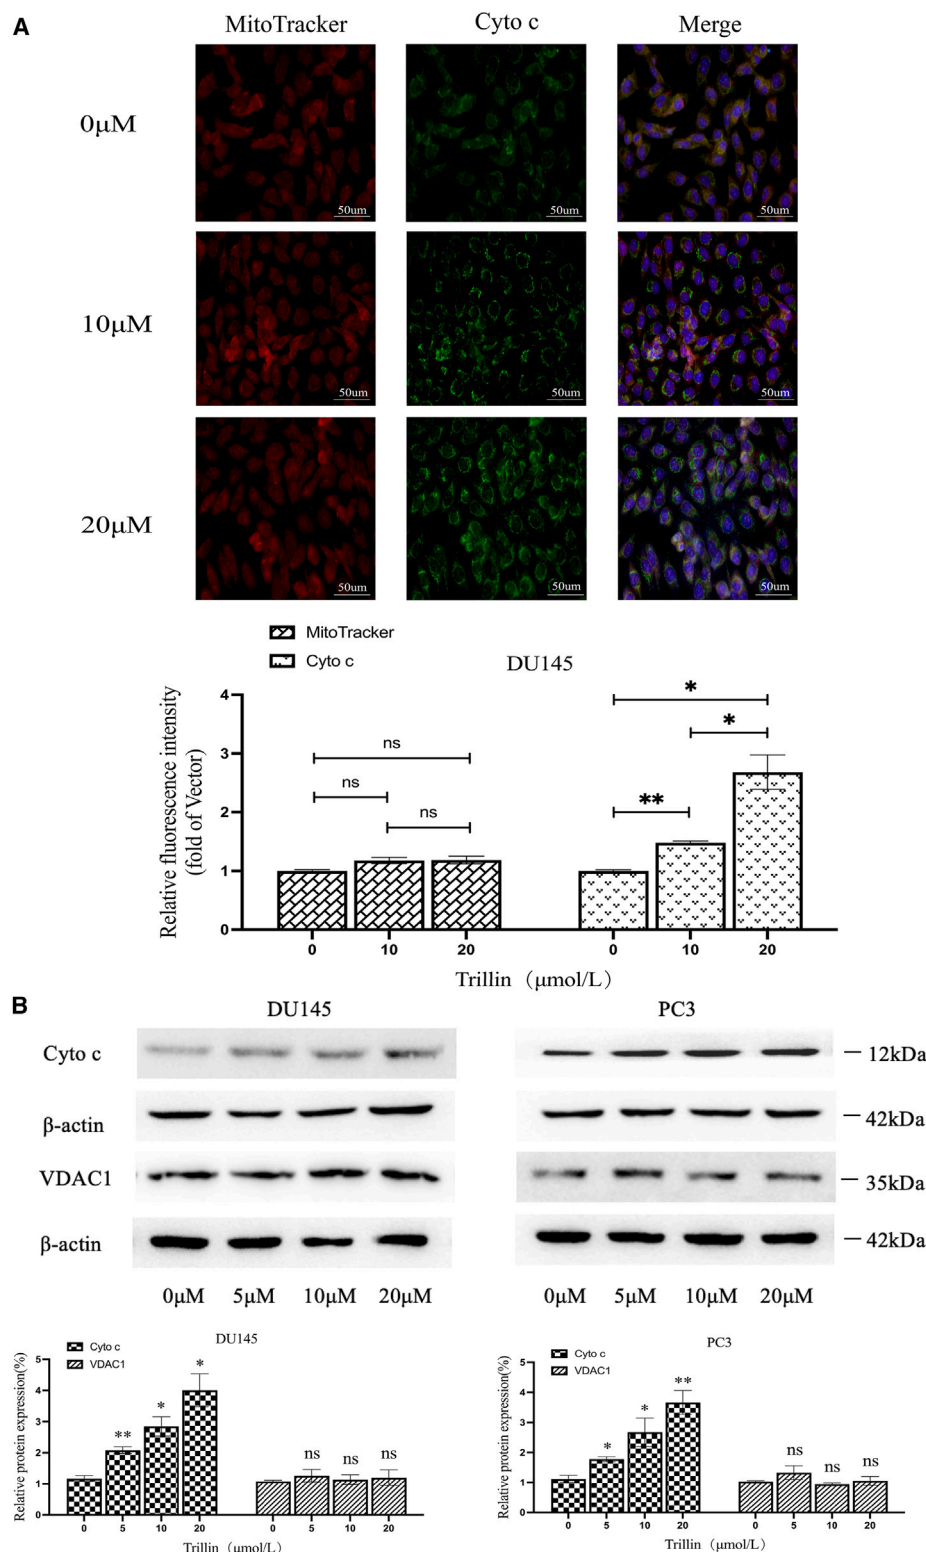 A
MitoTracker
Cyto c
Merge
0µM
50um
50um
50um
10µM
50um
50um
50um
20µM
50um
50um
50um
MitoTracker
Cyto c
DU145
Relative fluorescence intensity
(fold of Vector)
4
3
2
1
0
ns
ns
ns
*
*
**
0
10
20
0
10
20
Trillin（µmol/L）
B
DU145
PC3
Cyto c
12kDa
β-actin
42kDa
VDAC1
35kDa
β-actin
42kDa
0µM 5µM 10µM 20µM
0µM 5µM 10µM 20µM
DU145
Cyto c
VDAC1
Relative protein expression(%)
5
4
3
2
1
0
**
*
*
ns
ns
ns
0 5 10 20 0 5 10 20
Trillin（µmol/L）
PC3
Cyto c
VDAC1
Relative protein expression(%)
5
4
3
2
1
0
*
*
**
ns
ns
ns
0 5 10 20 0 5 10 20
Trillin（µmol/L）